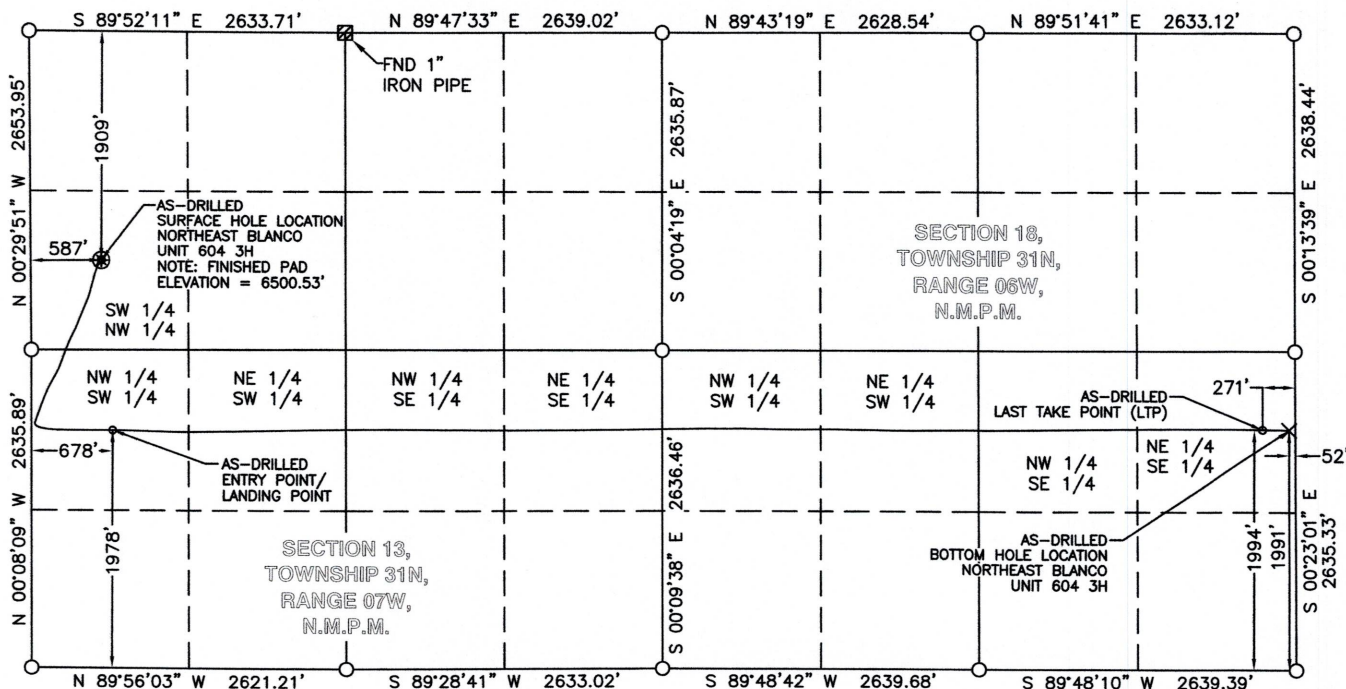 S 89°52'11" E 2633.71'
N 89°47'33" E 2639.02'
N 89°43'19" E 2628.54'
N 89°51'41" E 2633.12'
FND 1"
IRON PIPE
N 00°29'51" W 2653.95'
1909'
S 00°04'19" E 2635.87'
S 00°13'39" E 2638.44'
587'
AS-DRILLED
SURFACE HOLE LOCATION
NORTHEAST BLANCO
UNIT 604 3H
NOTE: FINISHED PAD
ELEVATION = 6500.53'
SW 1/4
NW 1/4
SECTION 18,
TOWNSHIP 31N,
RANGE 06W,
N.M.P.M.
NW 1/4
SW 1/4
NE 1/4
SW 1/4
NW 1/4
SE 1/4
NE 1/4
SE 1/4
NW 1/4
SW 1/4
NE 1/4
SW 1/4
271'
AS-DRILLED
LAST TAKE POINT (LTP)
678'
AS-DRILLED
ENTRY POINT/
LANDING POINT
NW 1/4
SE 1/4
NE 1/4
SE 1/4
52'
N 00°08'09" W 2635.89'
1978'
SECTION 13,
TOWNSHIP 31N,
RANGE 07W,
N.M.P.M.
S 00°09'38" E 2636.46'
AS-DRILLED
BOTTOM HOLE LOCATION
NORTHEAST BLANCO
UNIT 604 3H
1994'
1991'
S 00°23'01" E
2635.33'
N 89°56'03" W 2621.21'
S 89°28'41" W 2633.02'
S 89°48'42" W 2639.68'
S 89°48'10" W 2639.39'